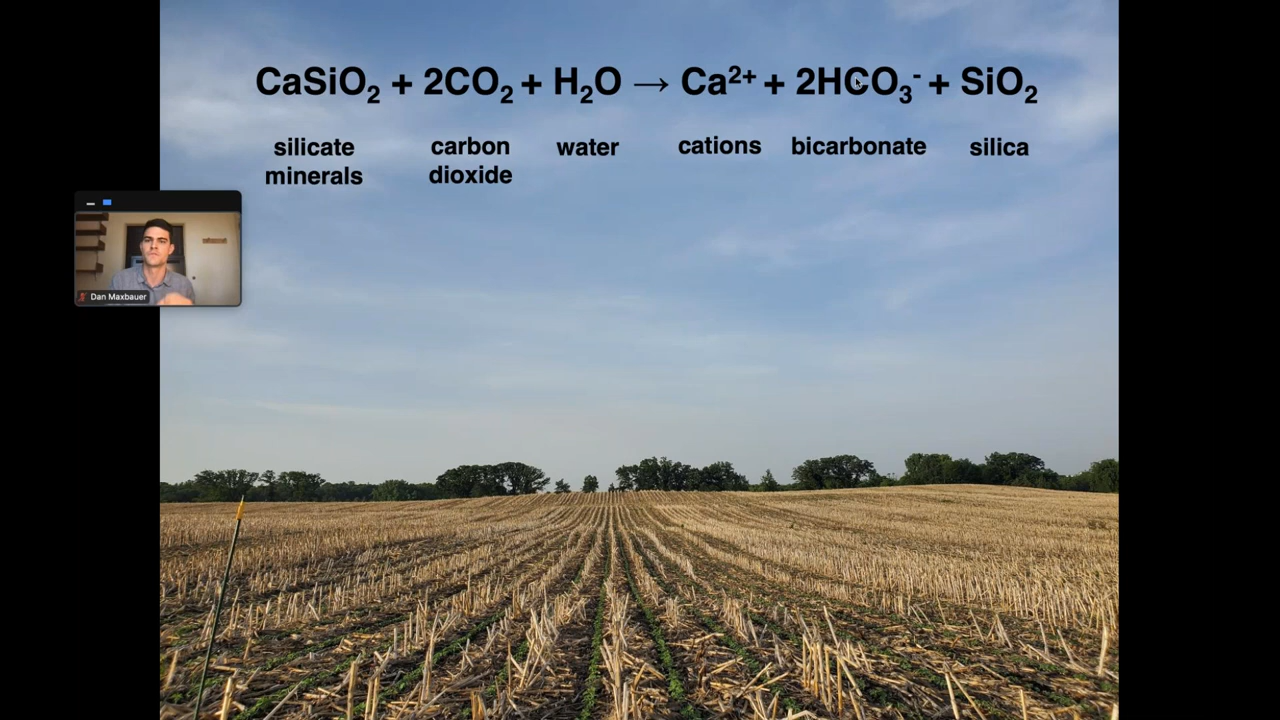 CaSiO₂ + 2CO₂ + H₂O → Ca²⁺ + 2HCO₃⁻ + SiO₂
silicate minerals carbon dioxide water cations bicarbonate silica
Dan Maxbauer